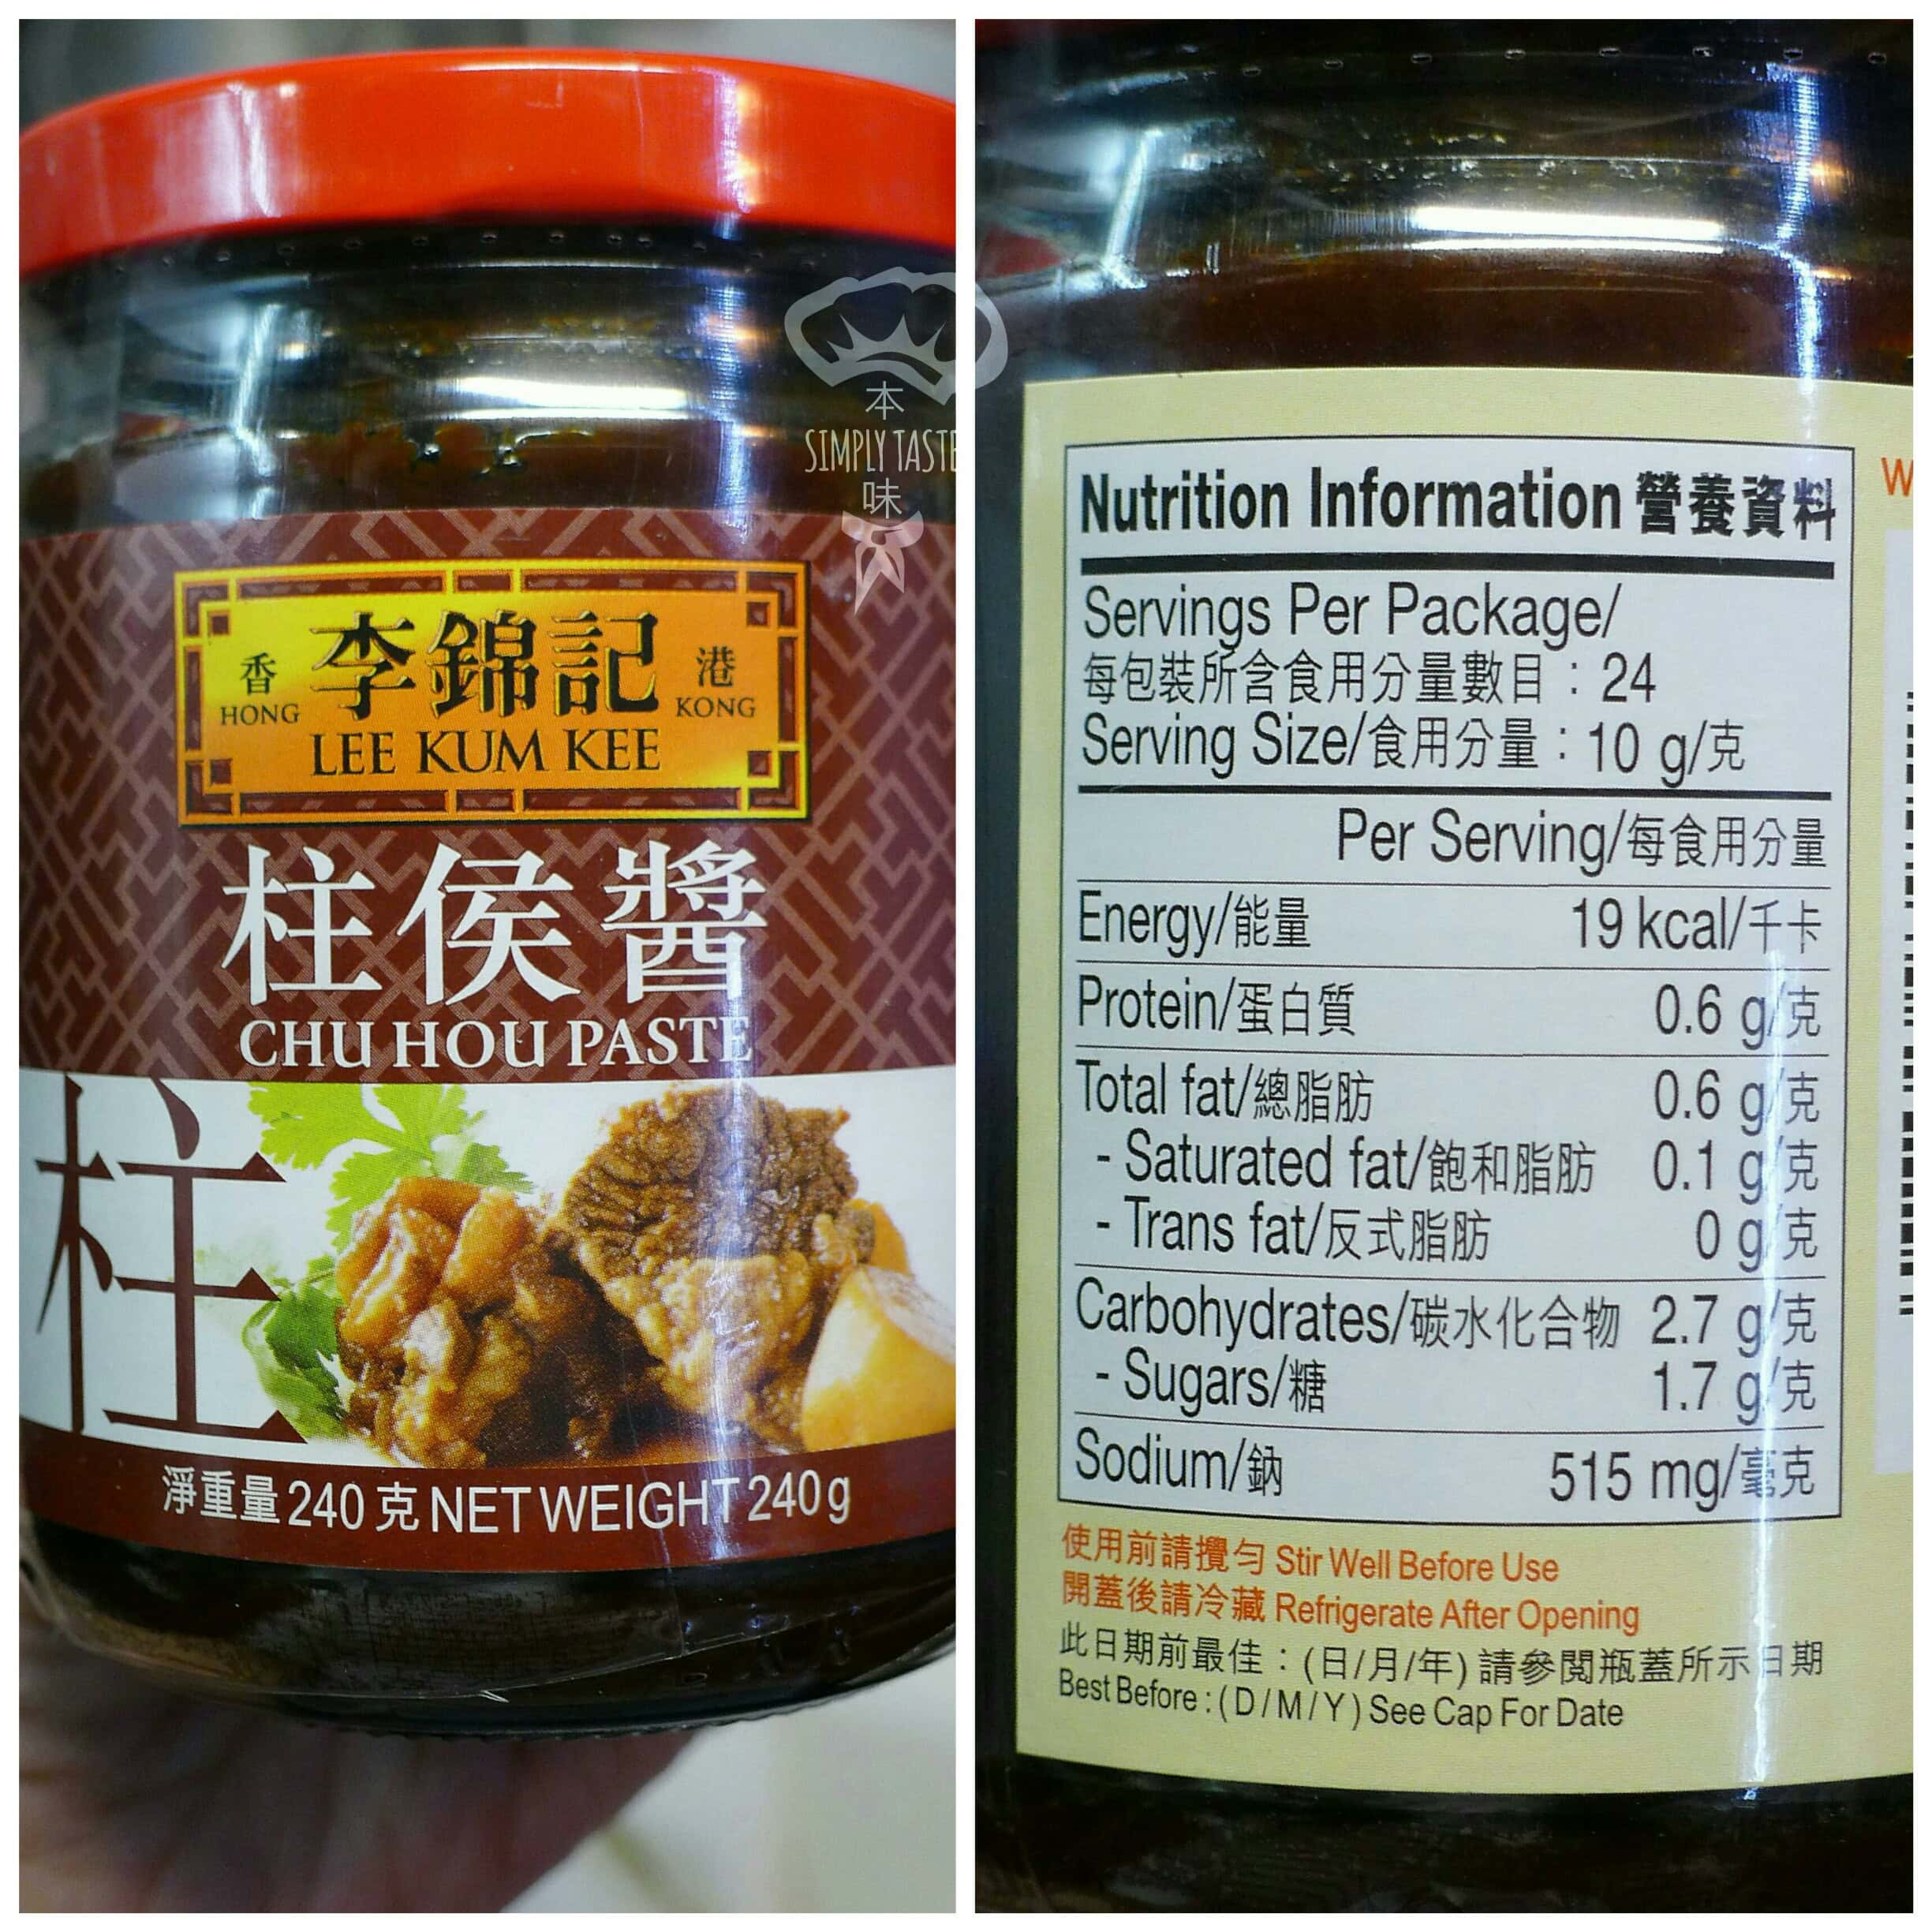 本
SIMPLY TASTE
味
香 李錦記 港
HONG KONG
LEE KUM KEE
柱侯醬
CHU HOU PASTE
柱
淨重量 240 克 NET WEIGHT 240 g
Nutrition Information 營養資料
Servings Per Package/
每包裝所含食用分量數目 : 24
Serving Size/食用分量 : 10 g/克
Per Serving/每食用分量
Energy/能量 19 kcal/千卡
Protein/蛋白質 0.6 g/克
Total fat/總脂肪 0.6 g/克
- Saturated fat/飽和脂肪 0.1 g/克
- Trans fat/反式脂肪 0 g/克
Carbohydrates/碳水化合物 2.7 g/克
- Sugars/糖 1.7 g/克
Sodium/鈉 515 mg/毫克
使用前請攪勻 Stir Well Before Use
開蓋後請冷藏 Refrigerate After Opening
此日期前最佳 : (日/月/年) 請參閱瓶蓋所示日期
Best Before : ( D / M / Y ) See Cap For Date
W